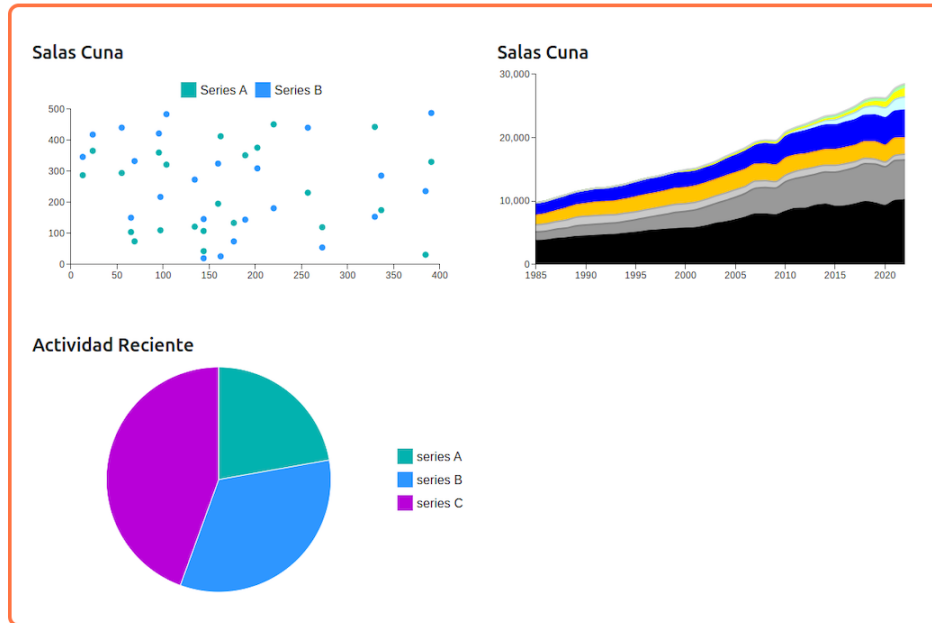 Salas Cuna
Series A Series B
500
400
300
200
100
0
0 50 100 150 200 250 300 350 400
Salas Cuna
30,000
20,000
10,000
0
1985 1990 1995 2000 2005 2010 2015 2020
Actividad Reciente
series A
series B
series C